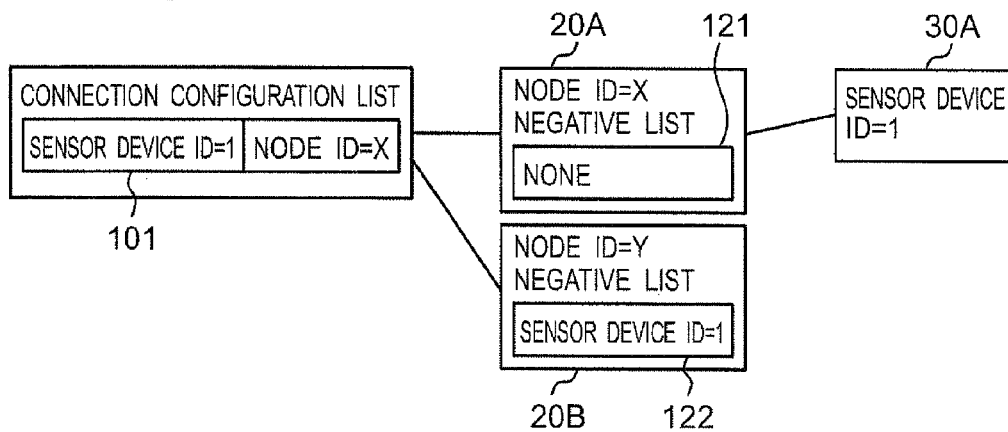 20A
121
30A
CONNECTION CONFIGURATION LIST
SENSOR DEVICE ID=1 NODE ID=X
101
NODE ID=X
NEGATIVE LIST
NONE
SENSOR DEVICE
ID=1
NODE ID=Y
NEGATIVE LIST
SENSOR DEVICE ID=1
20B
122